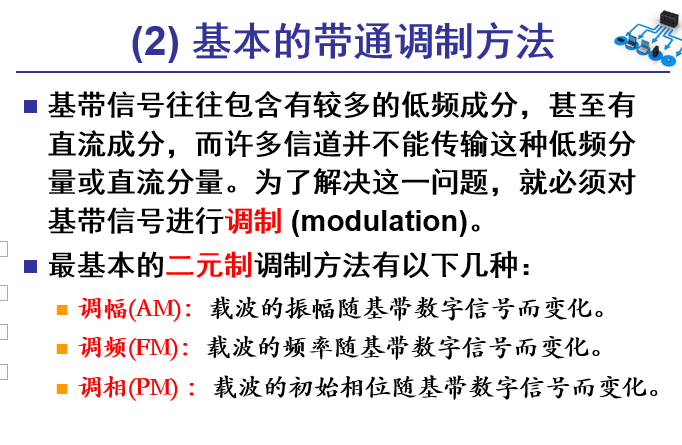 (2) 基本的带通调制方法
基带信号往往包含有较多的低频成分，甚至有
直流成分，而许多信道并不能传输这种低频分
量或直流分量。为了解决这一问题，就必须对
基带信号进行调制 (modulation)。
最基本的二元制调制方法有以下几种：
调幅(AM)：载波的振幅随基带数字信号而变化。
调频(FM)：载波的频率随基带数字信号而变化。
调相(PM) ：载波的初始相位随基带数字信号而变化。